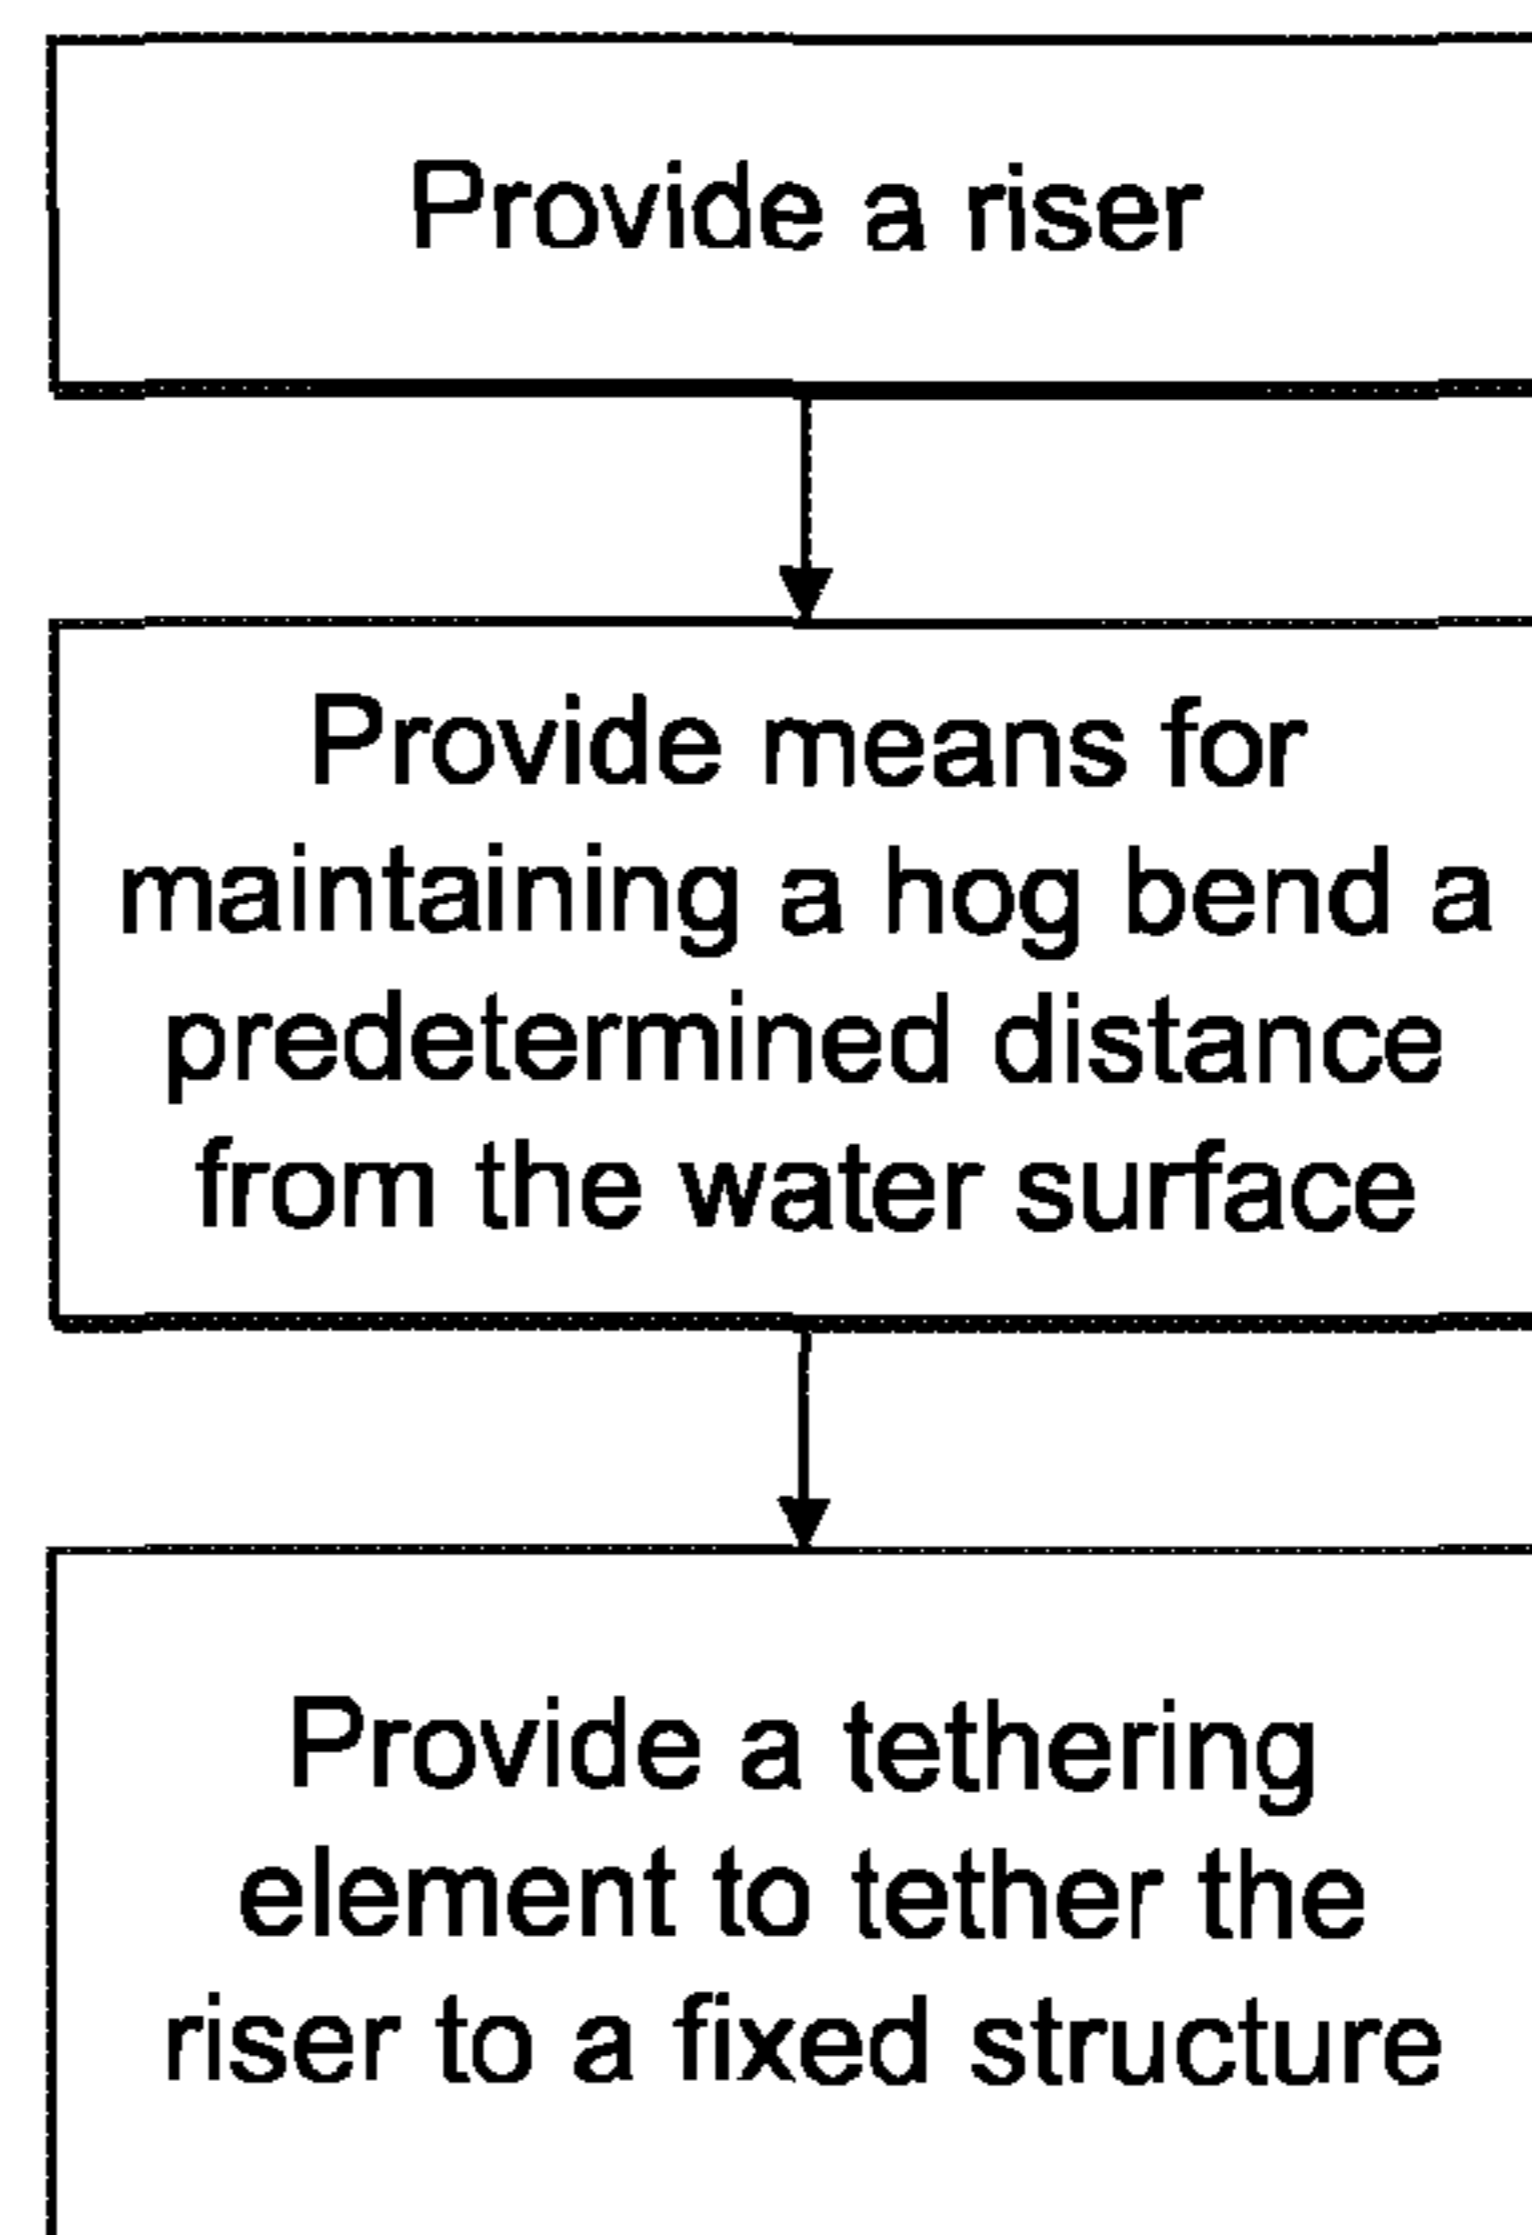 Provide a riser
Provide means for
maintaining a hog bend a
predetermined distance
from the water surface
Provide a tethering
element to tether the
riser to a fixed structure